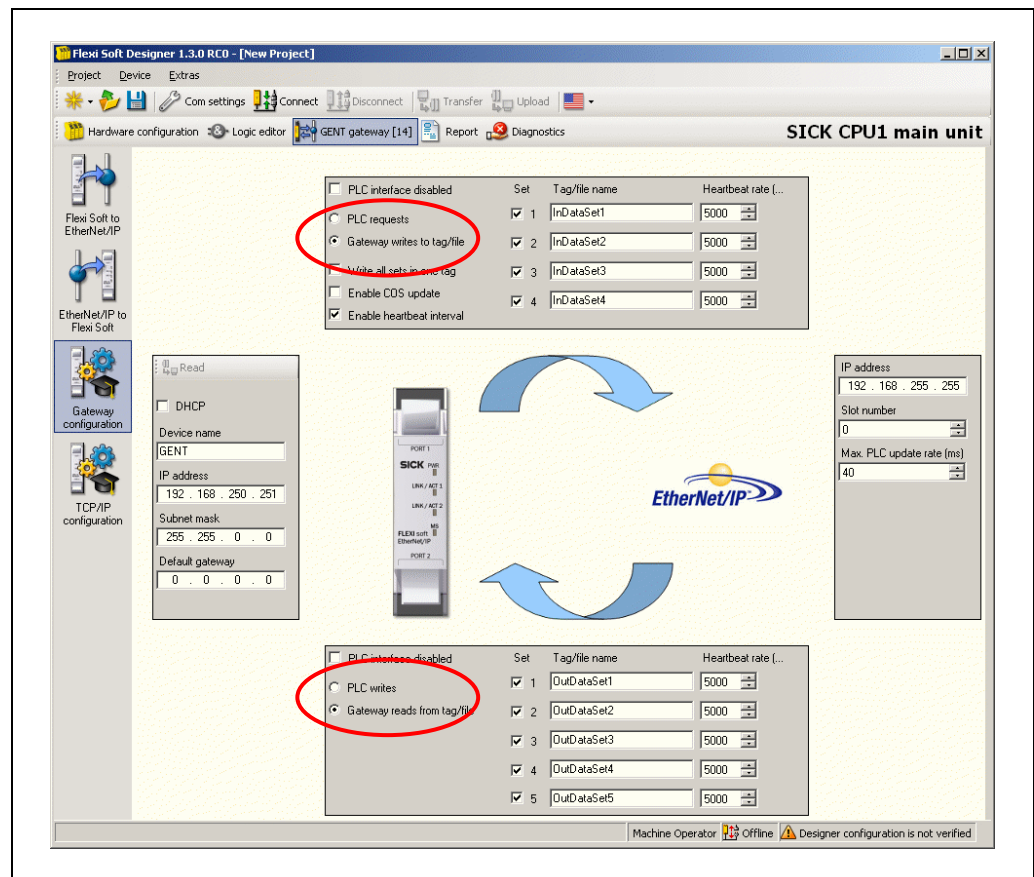 Flexi Soft Designer 1.3.0 RC0 - [New Project]
Project Device Extras
Com settings Connect Disconnect Transfer Upload
Hardware configuration Logic editor GENT gateway [14] Report Diagnostics SICK CPU1 main unit
Flexi Soft to
EtherNet/IP
EtherNet/IP to
Flexi Soft
Gateway
configuration
TCP/IP
configuration
PLC interface disabled Set Tag/file name Heartbeat rate (...
PLC requests 1 InDataSet1 5000
Gateway writes to tag/file 2 InDataSet2 5000
Write all sets in one tag 3 InDataSet3 5000
Enable COS update 4 InDataSet4 5000
Enable heartbeat interval
Read
DHCP
Device name
GENT
IP address
192 . 168 . 250 . 251
Subnet mask
255 . 255 . 0 . 0
Default gateway
0 . 0 . 0 . 0
PORT 1
SICK PWR
LINK / ACT 1
LINK / ACT 2
MS
FLEXI soft
EtherNet/IP
PORT 2
EtherNet/IP
IP address
192 . 168 . 255 . 255
Slot number
0
Max. PLC update rate (ms)
40
PLC interface disabled Set Tag/file name Heartbeat rate (...
PLC writes 1 OutDataSet1 5000
Gateway reads from tag/file 2 OutDataSet2 5000
3 OutDataSet3 5000
4 OutDataSet4 5000
5 OutDataSet5 5000
Machine Operator Offline Designer configuration is not verified